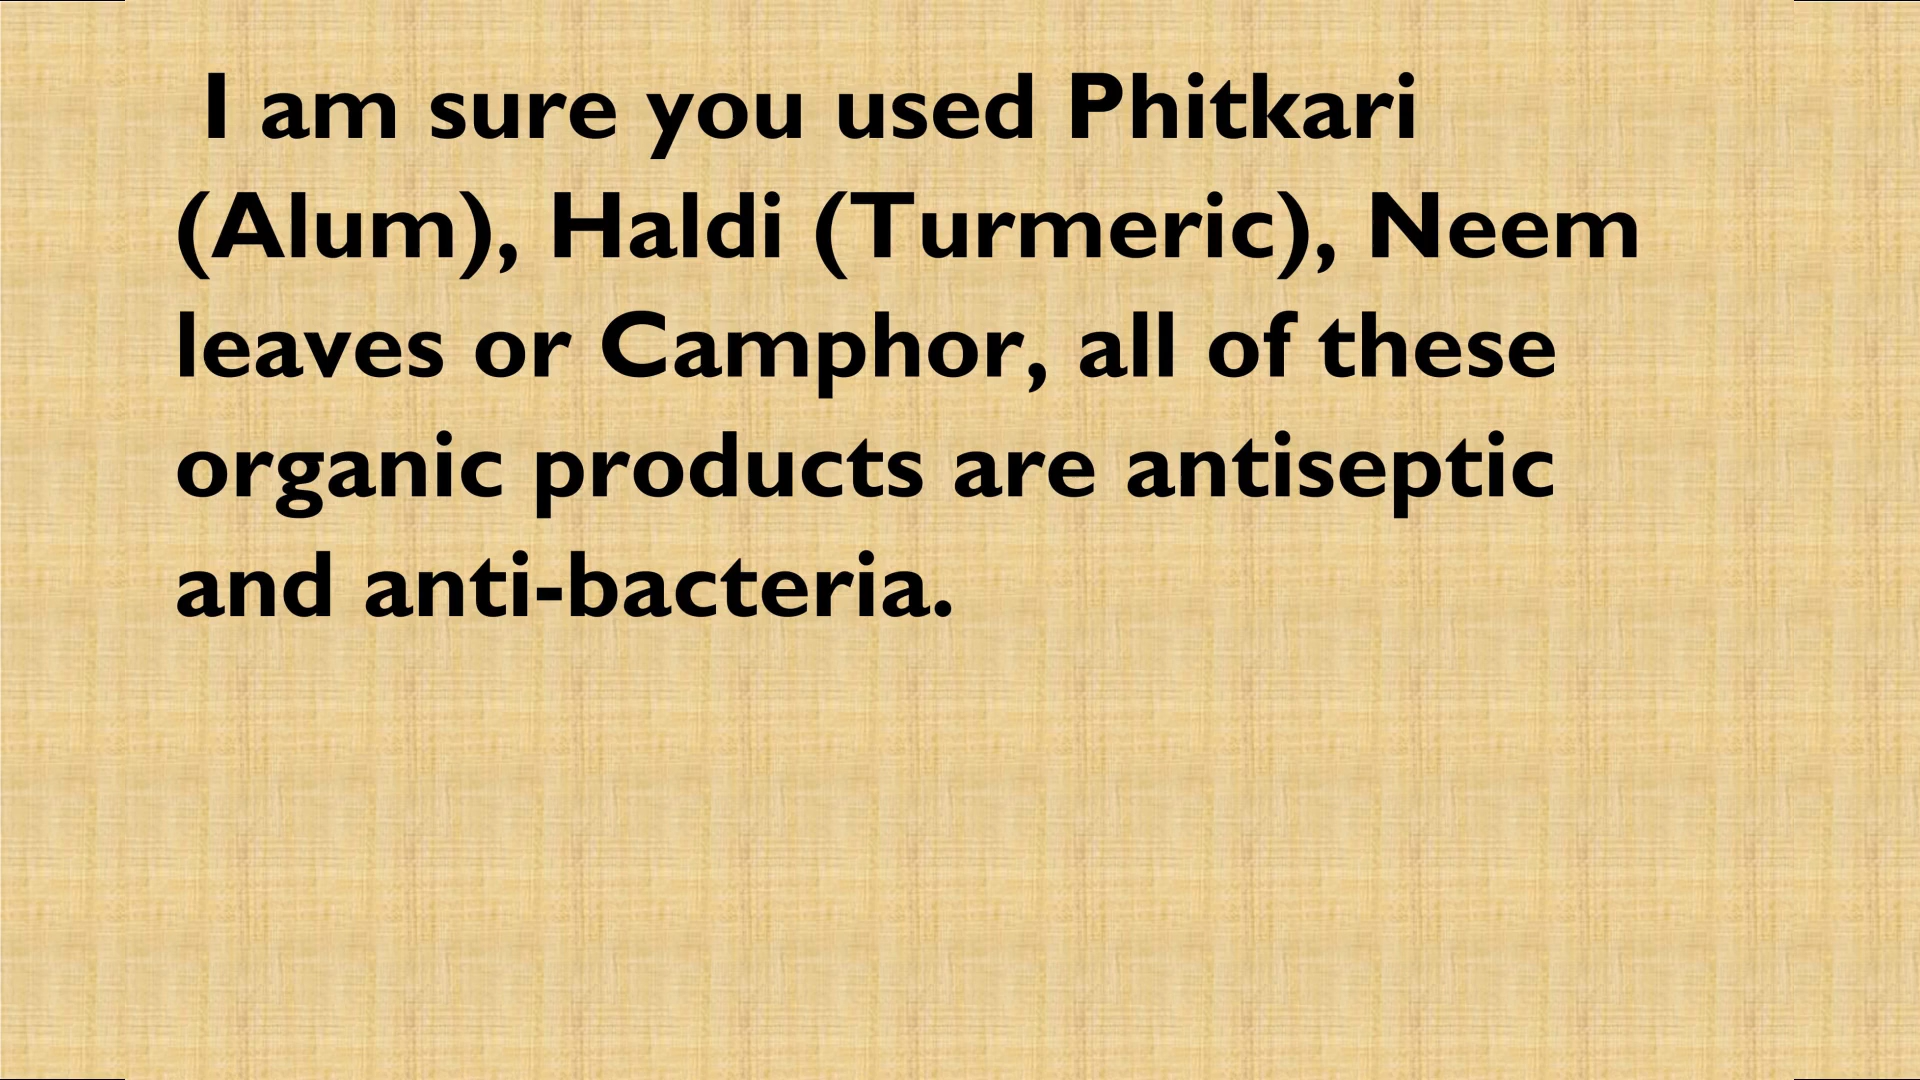 I am sure you used Phitkari
(Alum), Haldi (Turmeric), Neem
leaves or Camphor, all of these
organic products are antiseptic
and anti-bacteria.